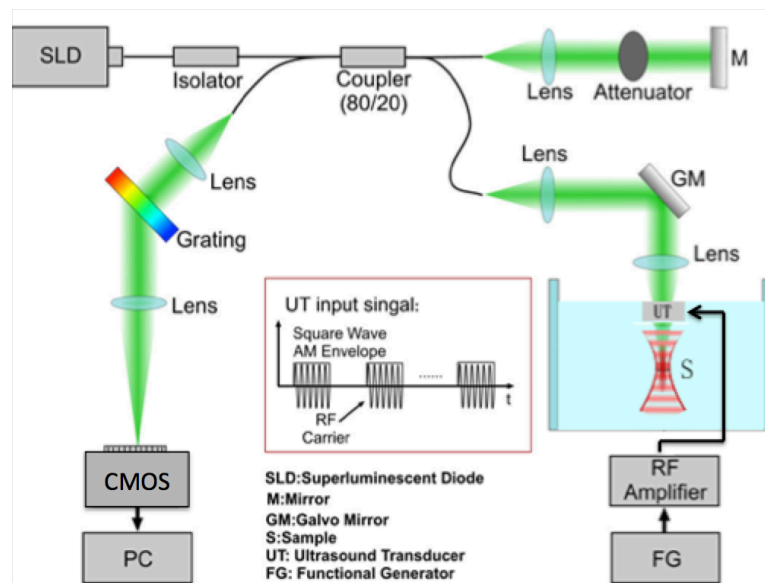 SLD
Isolator
Coupler
(80/20)
Lens
Attenuator
M
Lens
Grating
Lens
GM
Lens
Lens
UT input singal:
Square Wave
AM Envelope
......
t
RF
Carrier
UT
S
CMOS
PC
SLD:Superluminescent Diode
M:Mirror
GM:Galvo Mirror
S:Sample
UT: Ultrasound Transducer
FG: Functional Generator
RF
Amplifier
FG